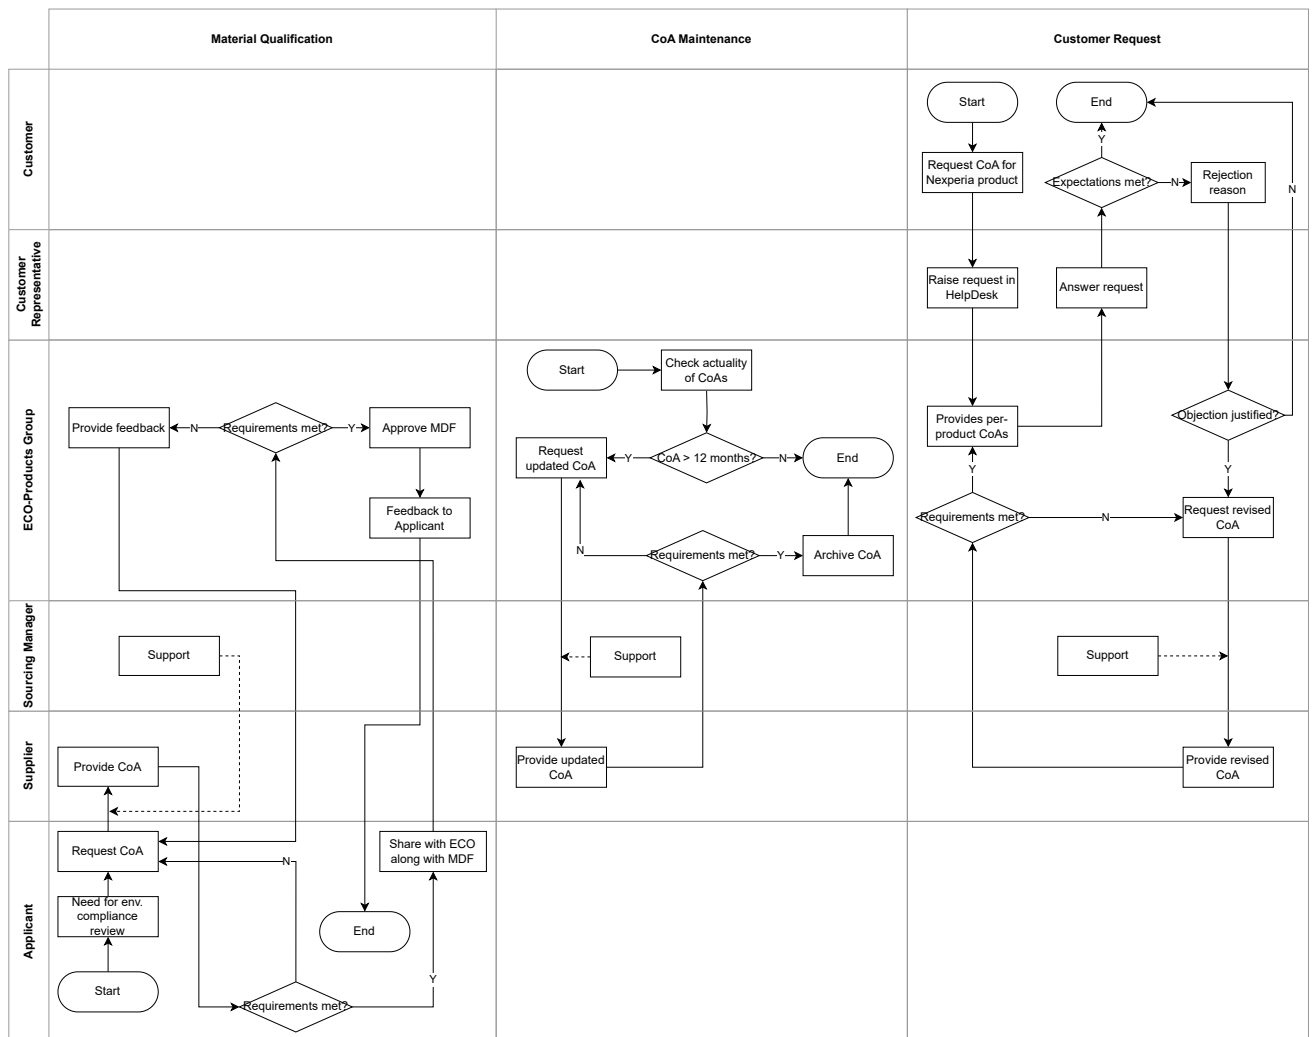 Material Qualification
CoA Maintenance
Customer Request
Customer
Start
End
Request CoA for
Nexperia product
Y
Expectations met?
N
Rejection
reason
N
Customer
Representative
Raise request in
HelpDesk
Answer request
ECO-Products Group
Provide feedback
N
Requirements met?
Y
Approve MDF
Feedback to
Applicant
Start
Check actuality
of CoAs
Request
updated CoA
Y
CoA > 12 months?
N
End
N
Requirements met?
Y
Archive CoA
Provides per-
product CoAs
Objection justified?
Y
Y
Requirements met?
N
Request revised
CoA
Sourcing Manager
Support
Support
Support
Supplier
Provide CoA
Provide updated
CoA
Provide revised
CoA
Applicant
Request CoA
N
Share with ECO
along with MDF
Need for env.
compliance
review
End
Start
Requirements met?
Y